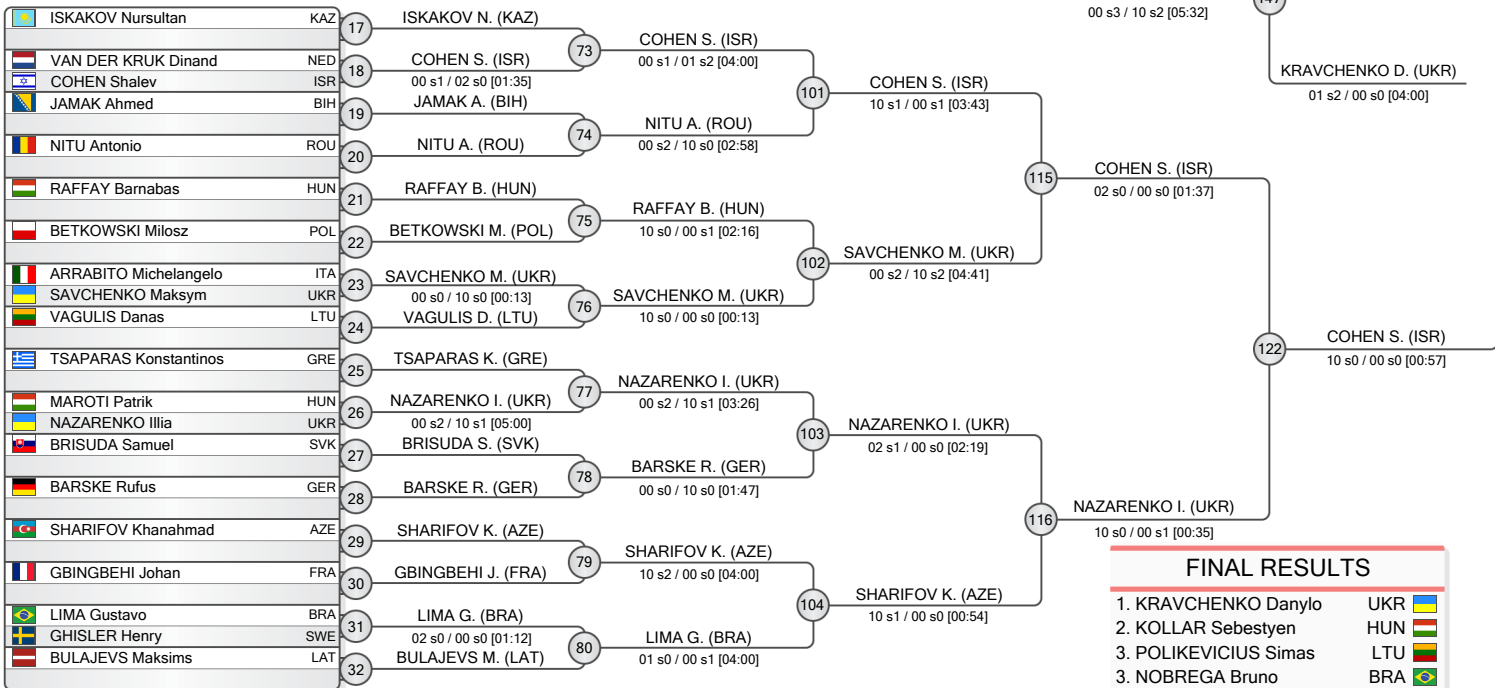 ISKAKOV Nursultan KAZ
VAN DER KRUK Dinand NED
COHEN Shalev ISR
JAMAK Ahmed BIH
NITU Antonio ROU
RAFFAY Barnabas HUN
BETKOWSKI Milosz POL
ARRABITO Michelangelo ITA
SAVCHENKO Maksym UKR
VAGULIS Danas LTU
TSAPARAS Konstantinos GRE
MAROTI Patrik HUN
NAZARENKO Illia UKR
BRISUDA Samuel SVK
BARSKE Rufus GER
SHARIFOV Khanahmad AZE
GBINGBEHI Johan FRA
LIMA Gustavo BRA
GHISLER Henry SWE
BULAJEVS Maksims LAT
17
18
19
20
21
22
23
24
25
26
27
28
29
30
31
32
ISKAKOV N. (KAZ)
COHEN S. (ISR)
00 s1 / 02 s0 [01:35]
JAMAK A. (BIH)
NITU A. (ROU)
RAFFAY B. (HUN)
BETKOWSKI M. (POL)
SAVCHENKO M. (UKR)
00 s0 / 10 s0 [00:13]
VAGULIS D. (LTU)
TSAPARAS K. (GRE)
NAZARENKO I. (UKR)
00 s2 / 10 s1 [05:00]
BRISUDA S. (SVK)
BARSKE R. (GER)
SHARIFOV K. (AZE)
GBINGBEHI J. (FRA)
LIMA G. (BRA)
02 s0 / 00 s0 [01:12]
BULAJEVS M. (LAT)
73
74
75
76
77
78
79
80
COHEN S. (ISR)
00 s1 / 01 s2 [04:00]
NITU A. (ROU)
00 s2 / 10 s0 [02:58]
RAFFAY B. (HUN)
10 s0 / 00 s1 [02:16]
SAVCHENKO M. (UKR)
10 s0 / 00 s0 [00:13]
NAZARENKO I. (UKR)
00 s2 / 10 s1 [03:26]
BARSKE R. (GER)
00 s0 / 10 s0 [01:47]
SHARIFOV K. (AZE)
10 s2 / 00 s0 [04:00]
LIMA G. (BRA)
01 s0 / 00 s1 [04:00]
101
102
103
104
COHEN S. (ISR)
10 s1 / 00 s1 [03:43]
SAVCHENKO M. (UKR)
00 s2 / 10 s2 [04:41]
NAZARENKO I. (UKR)
02 s1 / 00 s0 [02:19]
SHARIFOV K. (AZE)
10 s1 / 00 s0 [00:54]
115
116
COHEN S. (ISR)
02 s0 / 00 s0 [01:37]
NAZARENKO I. (UKR)
10 s0 / 00 s1 [00:35]
122
COHEN S. (ISR)
10 s0 / 00 s0 [00:57]
00 s3 / 10 s2 [05:32]
147
KRAVCHENKO D. (UKR)
01 s2 / 00 s0 [04:00]
FINAL RESULTS
1. KRAVCHENKO Danylo UKR
2. KOLLAR Sebestyen HUN
3. POLIKEVICIUS Simas LTU
3. NOBREGA Bruno BRA